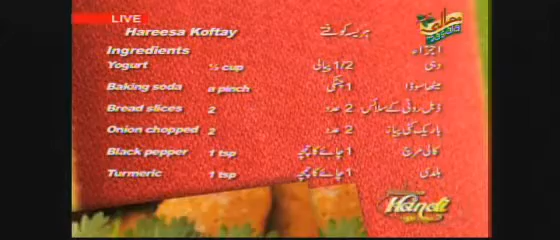 LIVE
Hareesa Koftay ہریسہ کوفتے
Ingredients اجزاء
Yogurt ½ cup 1/2 پیالی دہی
Baking soda a pinch 1 چٹکی میٹھا سوڈا
Bread slices 2 2 عدد ڈبل روٹی کے سلائس
Onion chopped 2 2 عدد باریک کٹی پیاز
Black pepper 1 tsp 1 چائے کا چمچ کالی مرچ
Turmeric 1 tsp 1 چائے کا چمچ ہلدی
Handi